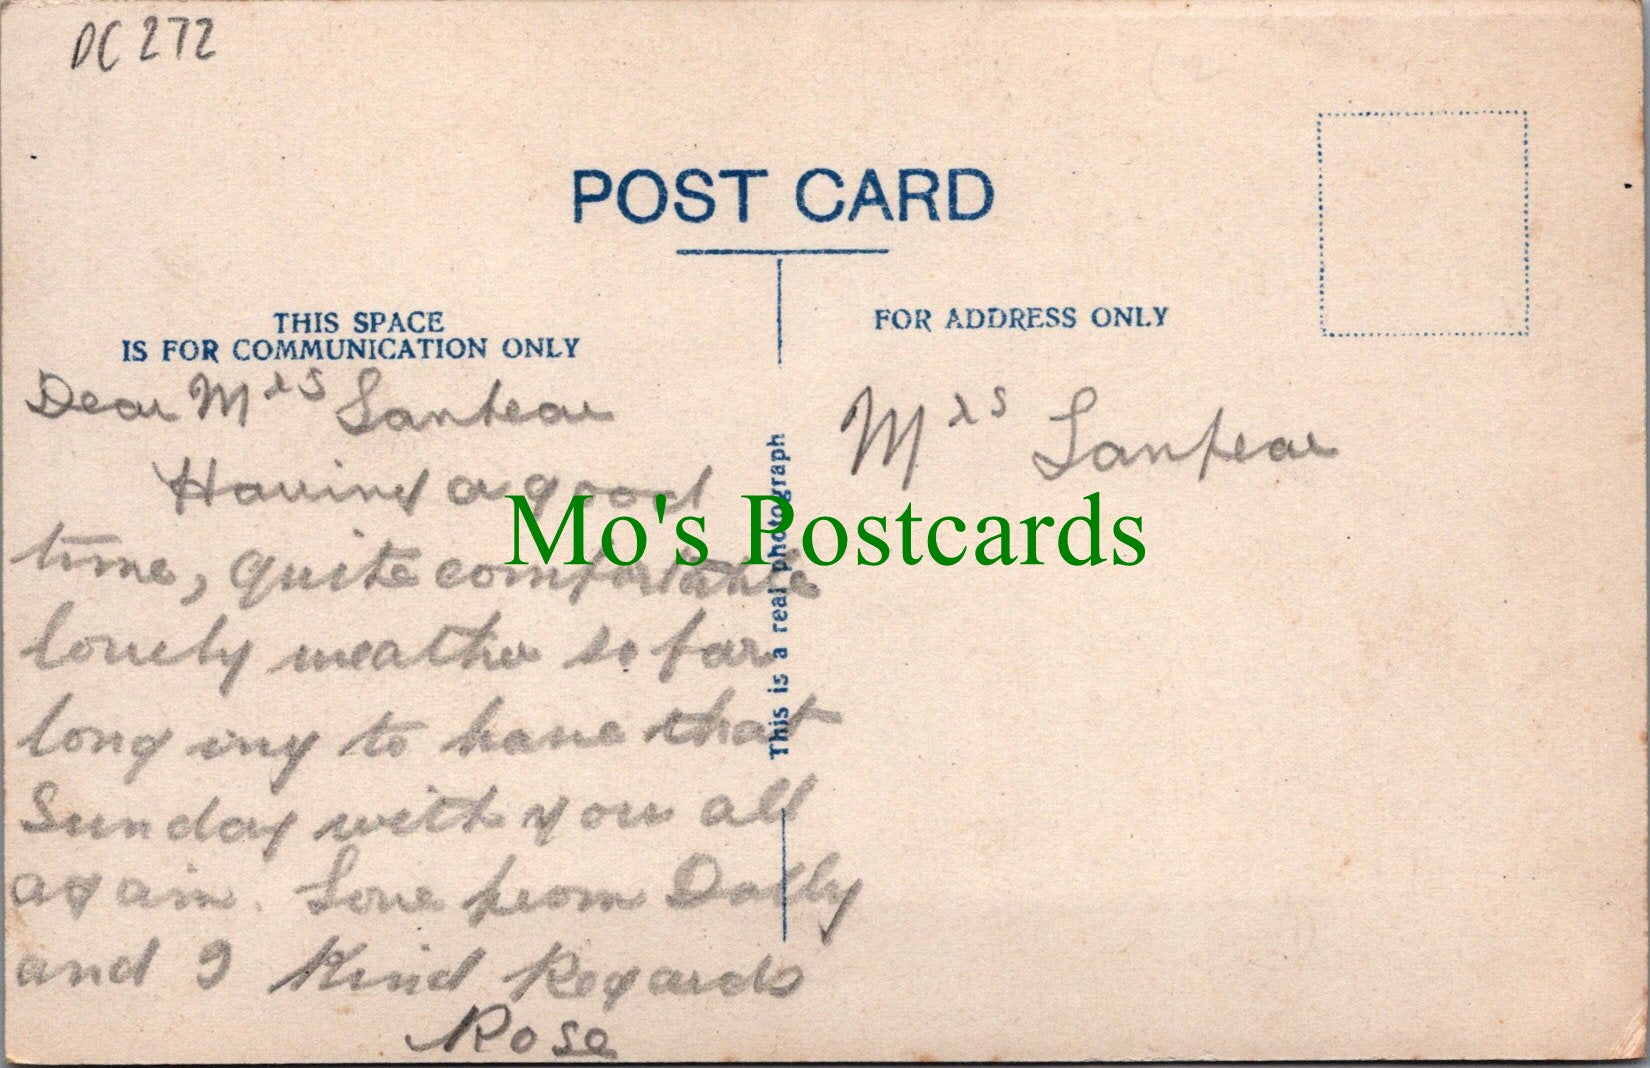 DC 272
POST CARD
THIS SPACE
IS FOR COMMUNICATION ONLY
FOR ADDRESS ONLY
Dear Mrs
Mrs
Having a good
time, quite comfortable
lovely weather so far
long ing to have that
Sunday with you all
again. Love from Dolly
and I Kind Regards
Rose
This is a real photograph
Mo's Postcards